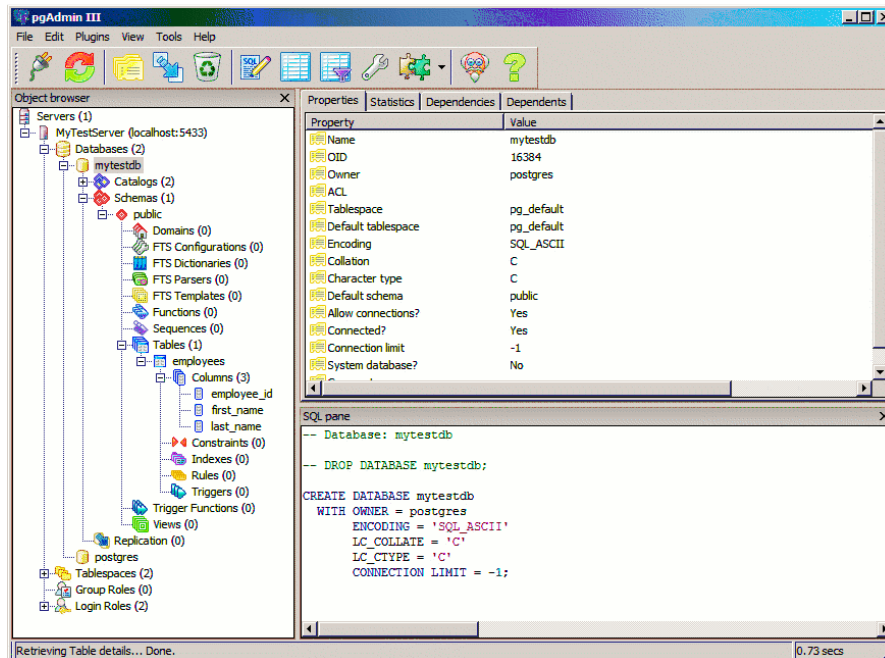 pgAdmin III
File Edit Plugins View Tools Help
SQL
Object browser
Servers (1)
MyTestServer (localhost:5433)
Databases (2)
mytestdb
Catalogs (2)
Schemas (1)
public
Domains (0)
FTS Configurations (0)
FTS Dictionaries (0)
FTS Parsers (0)
FTS Templates (0)
Functions (0)
Sequences (0)
Tables (1)
employees
Columns (3)
employee_id
first_name
last_name
Constraints (0)
Indexes (0)
Rules (0)
Triggers (0)
Trigger Functions (0)
Views (0)
Replication (0)
postgres
Tablespaces (2)
Group Roles (0)
Login Roles (2)
Properties Statistics Dependencies Dependents
Property Value
Name mytestdb
OID 16384
Owner postgres
ACL
Tablespace pg_default
Default tablespace pg_default
Encoding SQL_ASCII
Collation C
Character type C
Default schema public
Allow connections? Yes
Connected? Yes
Connection limit -1
System database? No
SQL pane
-- Database: mytestdb
-- DROP DATABASE mytestdb;
CREATE DATABASE mytestdb
WITH OWNER = postgres
ENCODING = 'SQL_ASCII'
LC_COLLATE = 'C'
LC_CTYPE = 'C'
CONNECTION LIMIT = -1;
Retrieving Table details... Done.
0.73 secs